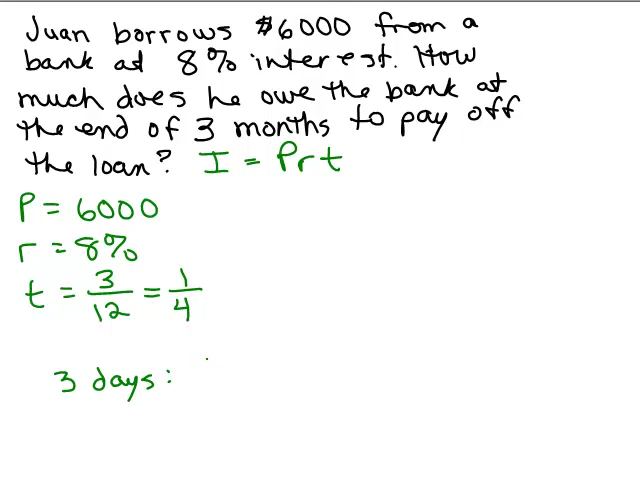 Juan borrows $6000 from a
bank at 8% interest. How
much does he owe the bank at
the end of 3 months to pay off
the loan? I = Prt
P = 6000
r = 8%
t = 3/12 = 1/4
3 days: